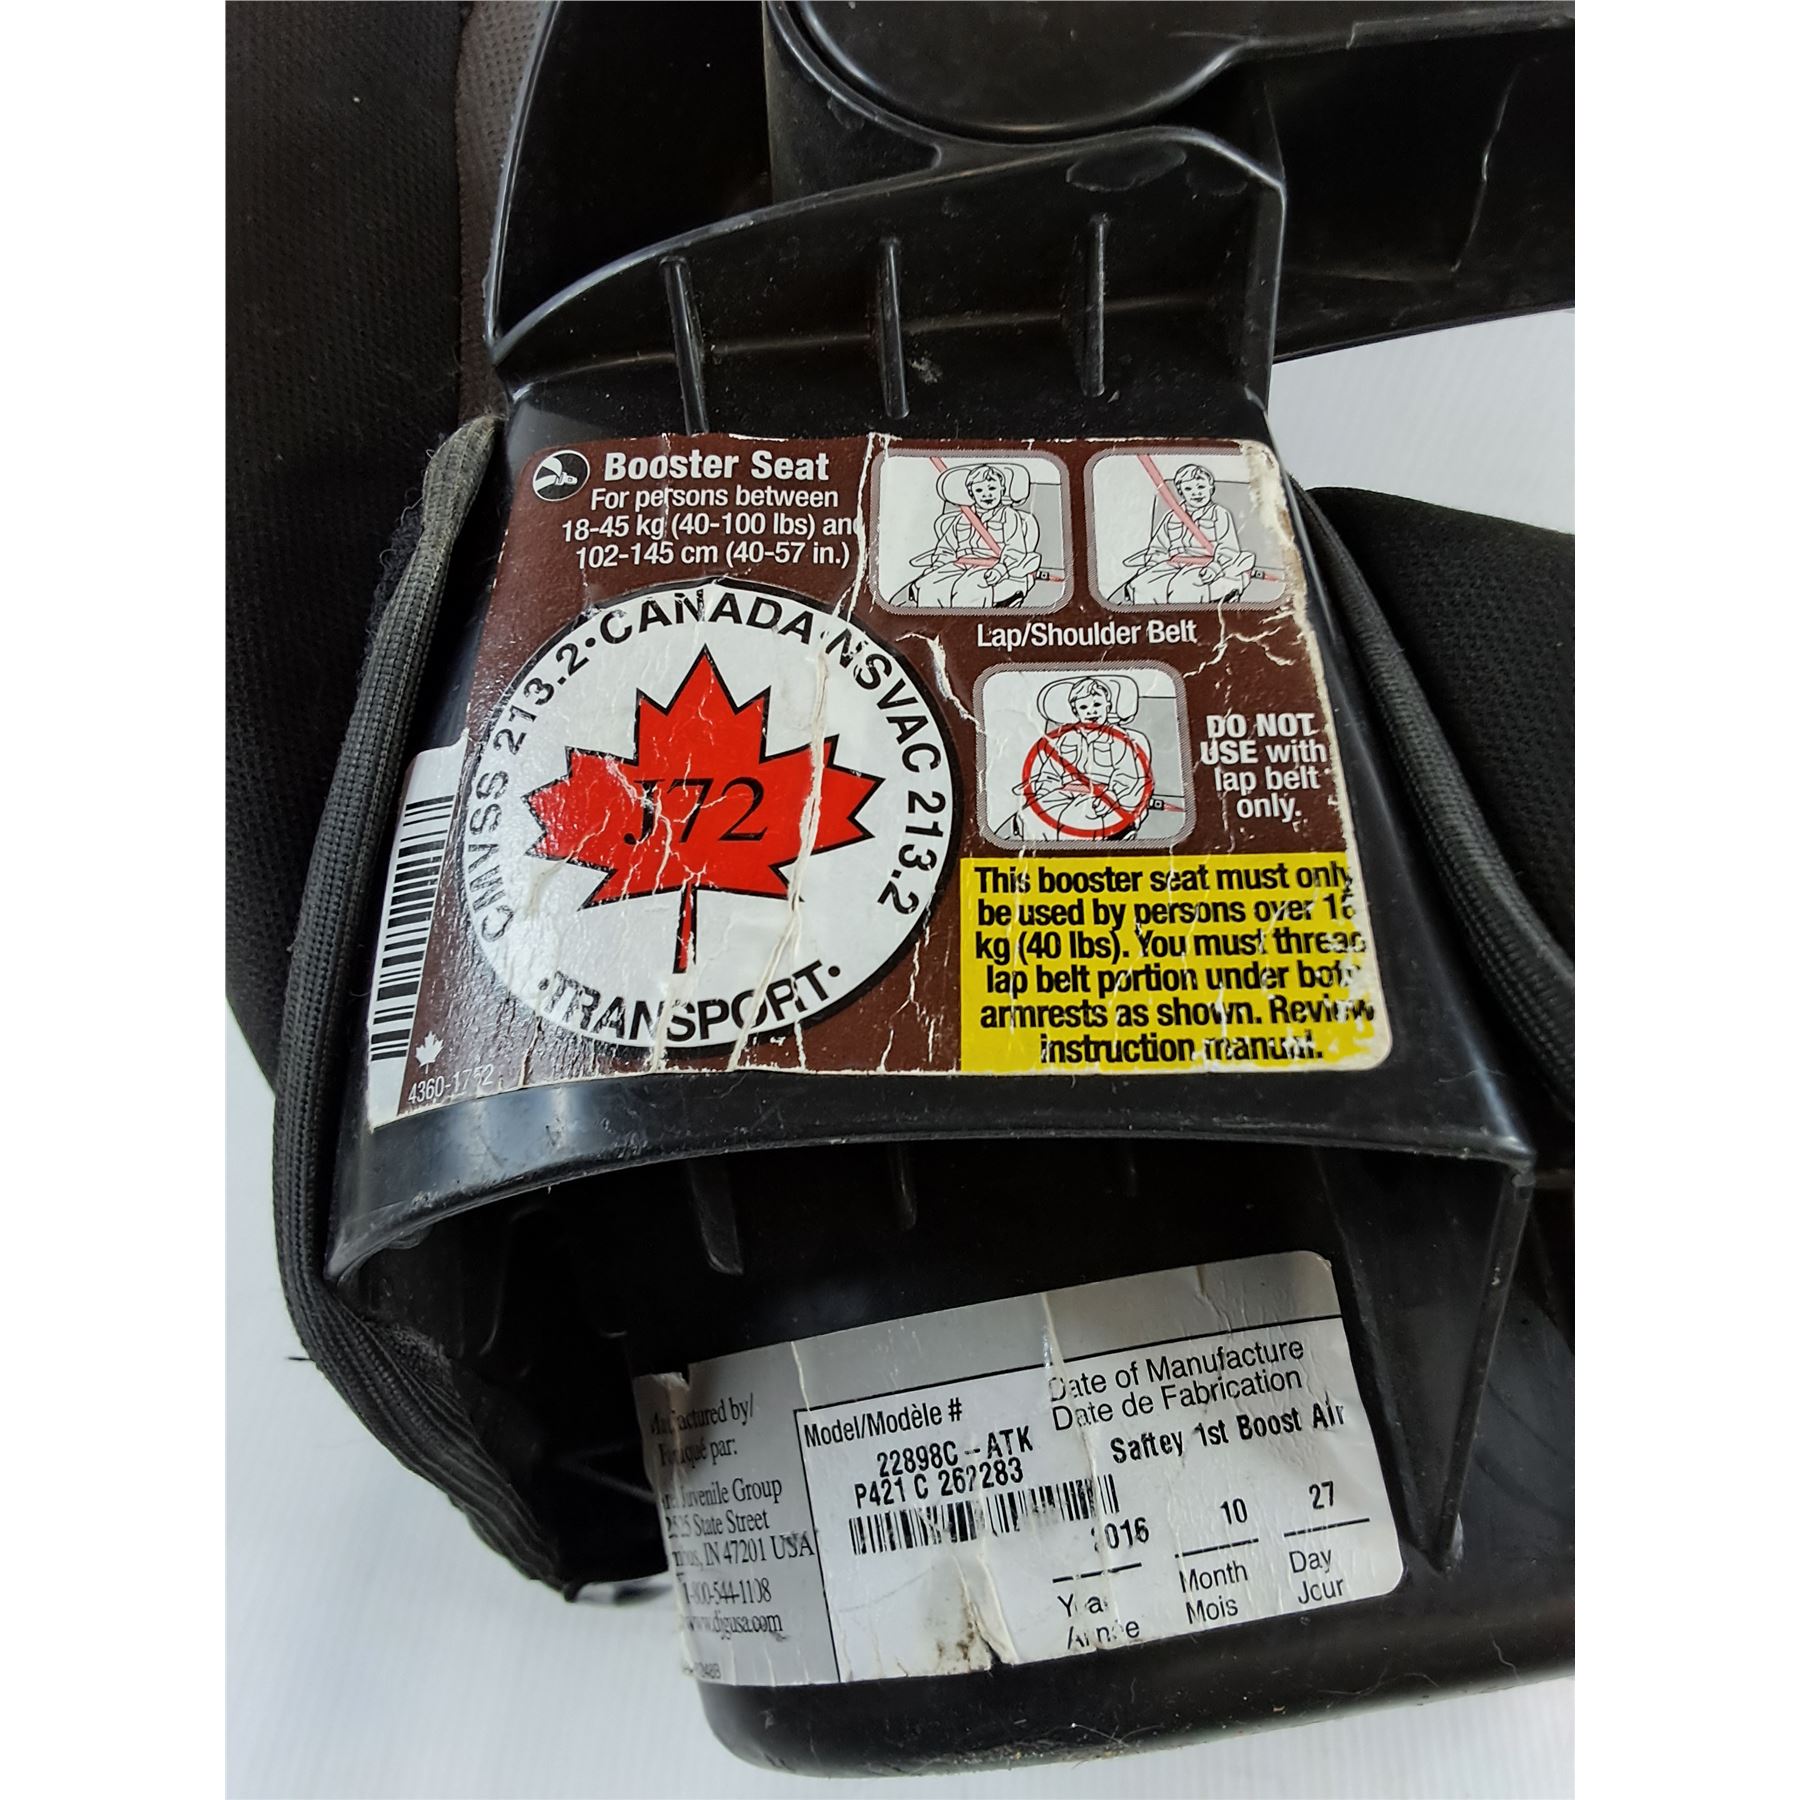 Booster Seat
For persons between
18-45 kg (40-100 lbs) and
102-145 cm (40-57 in.)
CMVSS 213.2•CANADA NSVAC 213.2
J72
•TRANSPORT•
Lap/Shoulder Belt
DO NOT
USE with
lap belt
only.
This booster seat must only
be used by persons over
kg (40 lbs). You must thread
lap belt portion under both
armrests as shown. Review
instruction manual.
4360-1752
Manufactured by/
Fabriqué par:
Juvenile Group
State Street
IN 47201 USA
1-800-544-1108
www.djgusa.com
Model/Modèle #
22898C--ATK
P421 C 262283
Date of Manufacture
Date de Fabrication
Saftey 1st Boost Air
2016 10 27
Year Month Day
Année Mois Jour